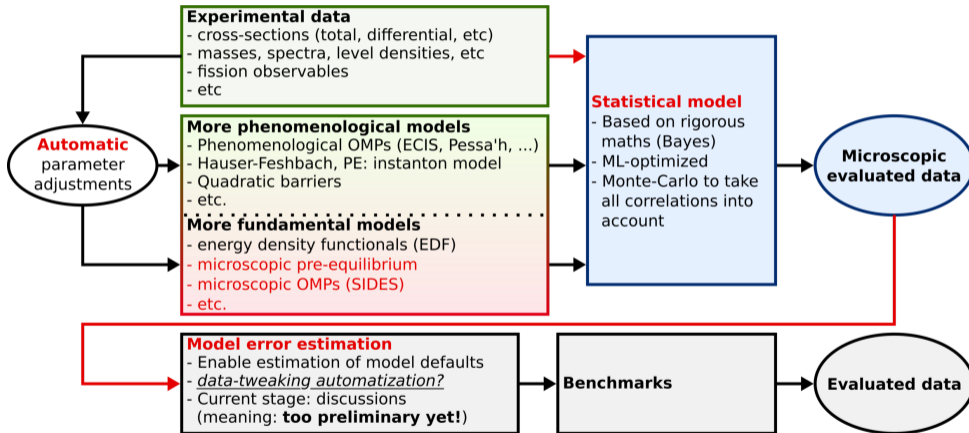 Experimental data
- cross-sections (total, differential, etc)
- masses, spectra, level densities, etc
- fission observables
- etc
Automatic
parameter
adjustments
More phenomenological models
- Phenomenological OMPs (ECIS, Pessa'h, ...)
- Hauser-Feshbach, PE: instanton model
- Quadratic barriers
- etc.
More fundamental models
- energy density functionals (EDF)
- microscopic pre-equilibrium
- microscopic OMPs (SIDES)
- etc.
Statistical model
- Based on rigorous
maths (Bayes)
- ML-optimized
- Monte-Carlo to take
all correlations into
account
Microscopic
evaluated data
Model error estimation
- Enable estimation of model defaults
- data-tweaking automatization?
- Current stage: discussions
(meaning: too preliminary yet!)
Benchmarks
Evaluated data